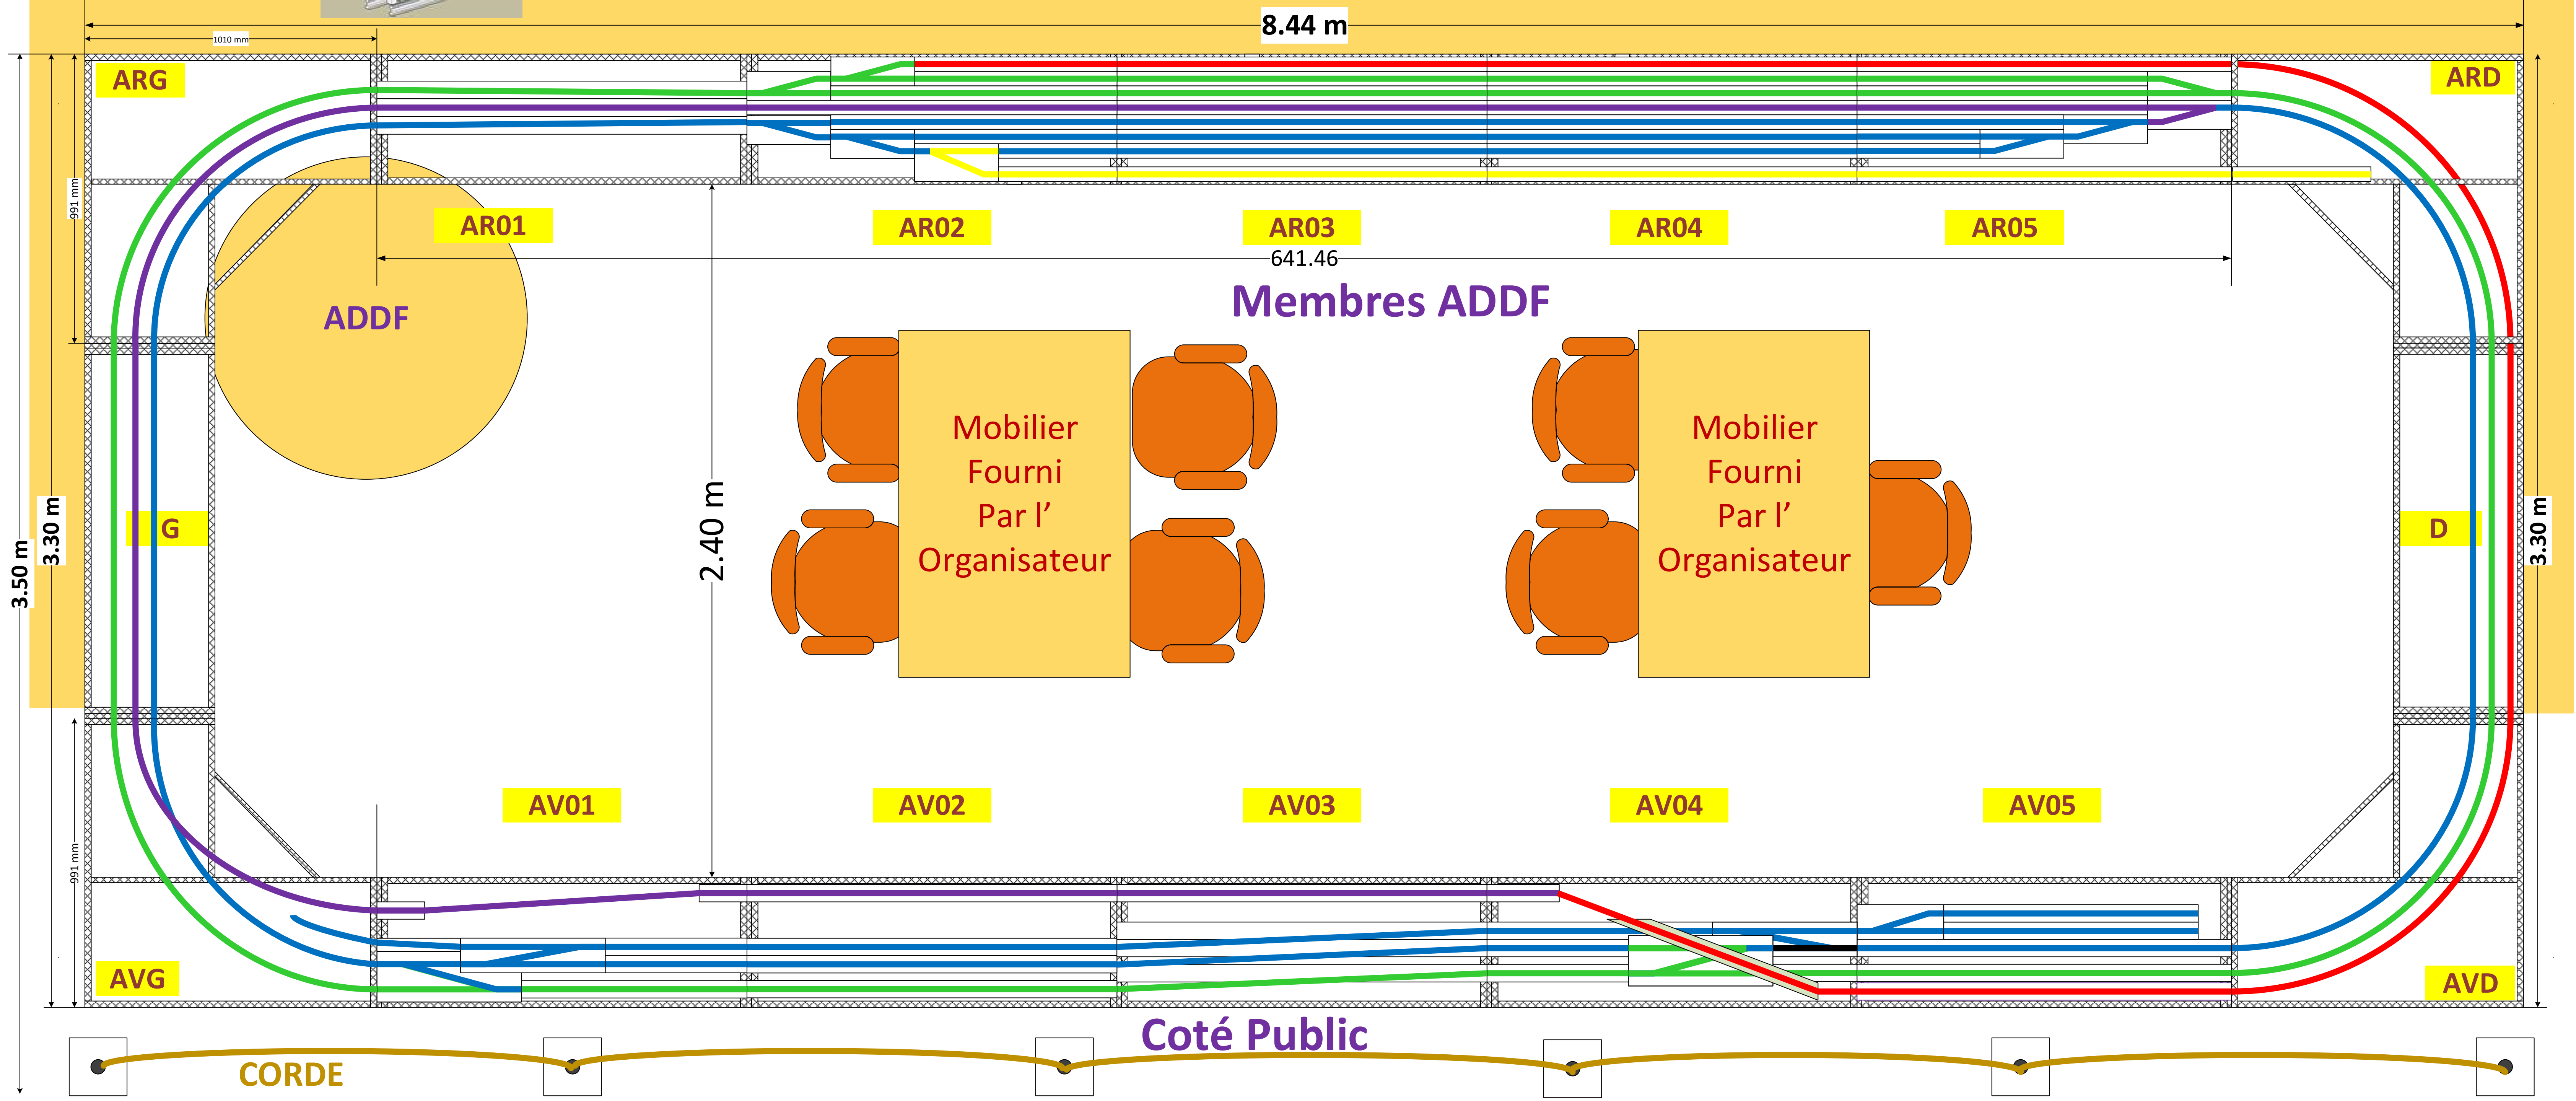 8.44 m
1010 mm
ARG
ARD
991 mm
AR01
AR02
AR03
AR04
AR05
641.46
Membres ADDF
ADDF
Mobilier
Fourni
Par l’
Organisateur
Mobilier
Fourni
Par l’
Organisateur
G
D
2.40 m
3.50 m
3.30 m
3.30 m
AV01
AV02
AV03
AV04
AV05
991 mm
AVG
AVD
Coté Public
CORDE